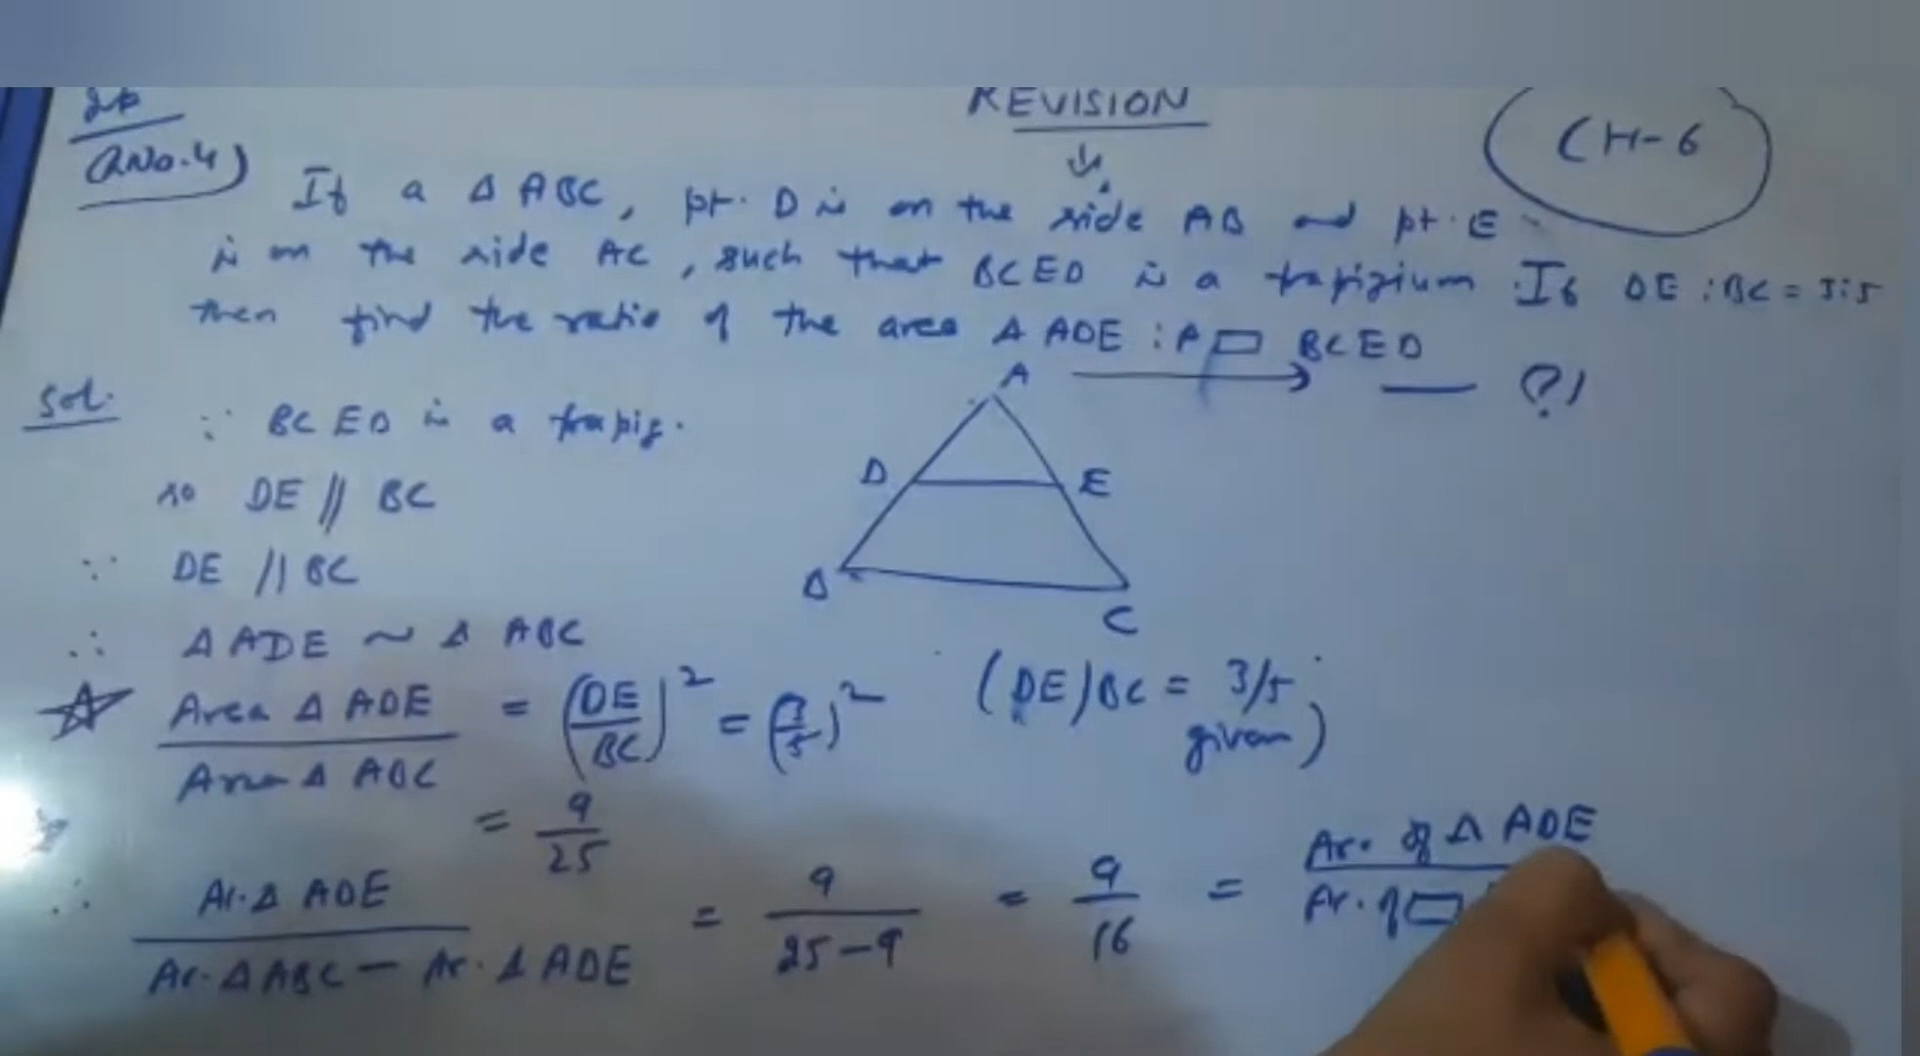 REVISION
CH-6
QNo.4)
If a Δ ABC, pt. D is on the side AB and pt. E
is on the side AC, such that BCED is a trapizium. If DE : BC = 3:5
then find the ratio of the area Δ ADE : A▱ BCED
— ?)
Sol.
∵ BCED is a trapiz.
so DE // BC
∵ DE // BC
∴ Δ ADE ~ Δ ABC
A
D
E
B
C
☆ Area Δ ADE / Area Δ ABC = (DE/BC)² = (3/5)² (DE/BC = 3/5 given)
= 9/25
∴ Ar.Δ ADE / Ar.Δ ABC − Ar.Δ ADE = 9/25−9 = 9/16 = Ar. of Δ ADE / Ar. of ▱